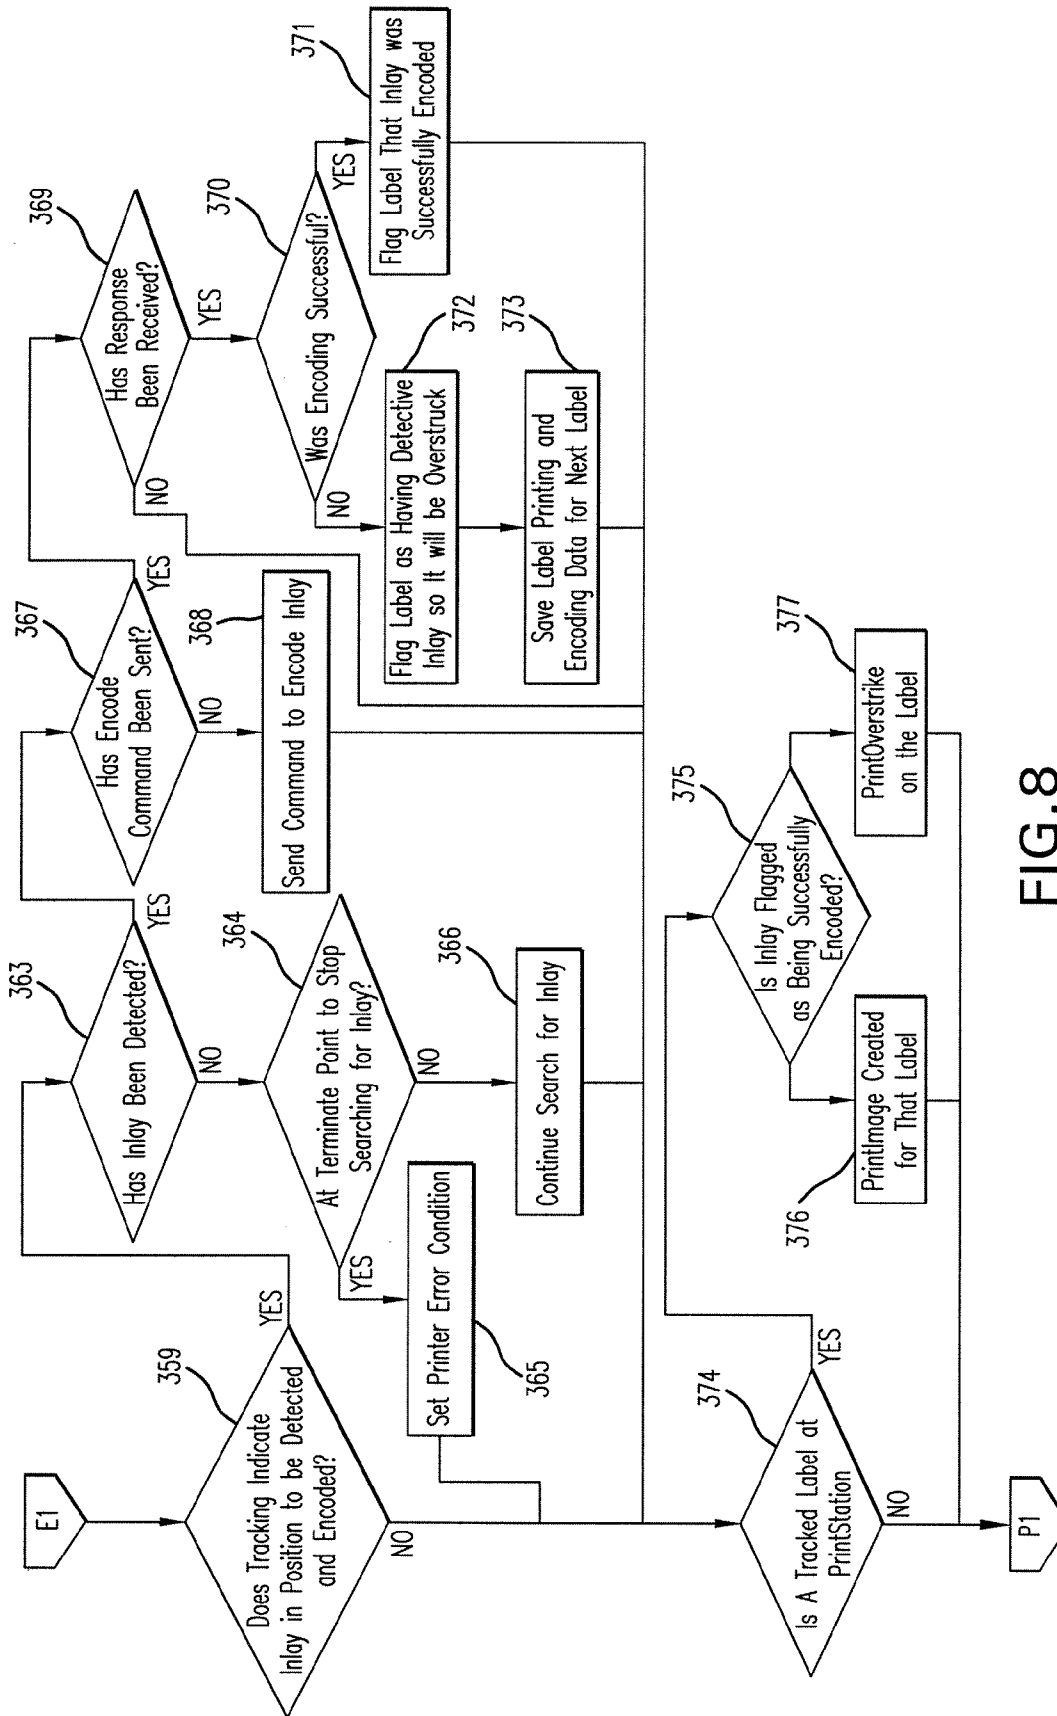 E1
359
Does Tracking Indicate
Inlay in Position to be Detected
and Encoded?
YES
NO
363
Has Inlay Been Detected?
YES
NO
364
At Terminate Point to Stop
Searching for Inlay?
YES
NO
Set Printer Error Condition
365
366
Continue Search for Inlay
367
Has Encode
Command Been Sent?
YES
NO
368
Send Command to Encode Inlay
369
Has Response
Been Received?
NO
YES
370
Was Encoding Successful?
NO
YES
371
Flag Label That Inlay was
Successfully Encoded
372
Flag Label as Having Detective
Inlay so It will be Overstruck
373
Save Label Printing and
Encoding Data for Next Label
374
Is A Tracked Label at
PrintStation
YES
NO
375
Is Inlay Flagged
as Being Successfully
Encoded?
376
PrintImage Created
for That Label
377
PrintOverstrike
on the Label
P1
FIG.8